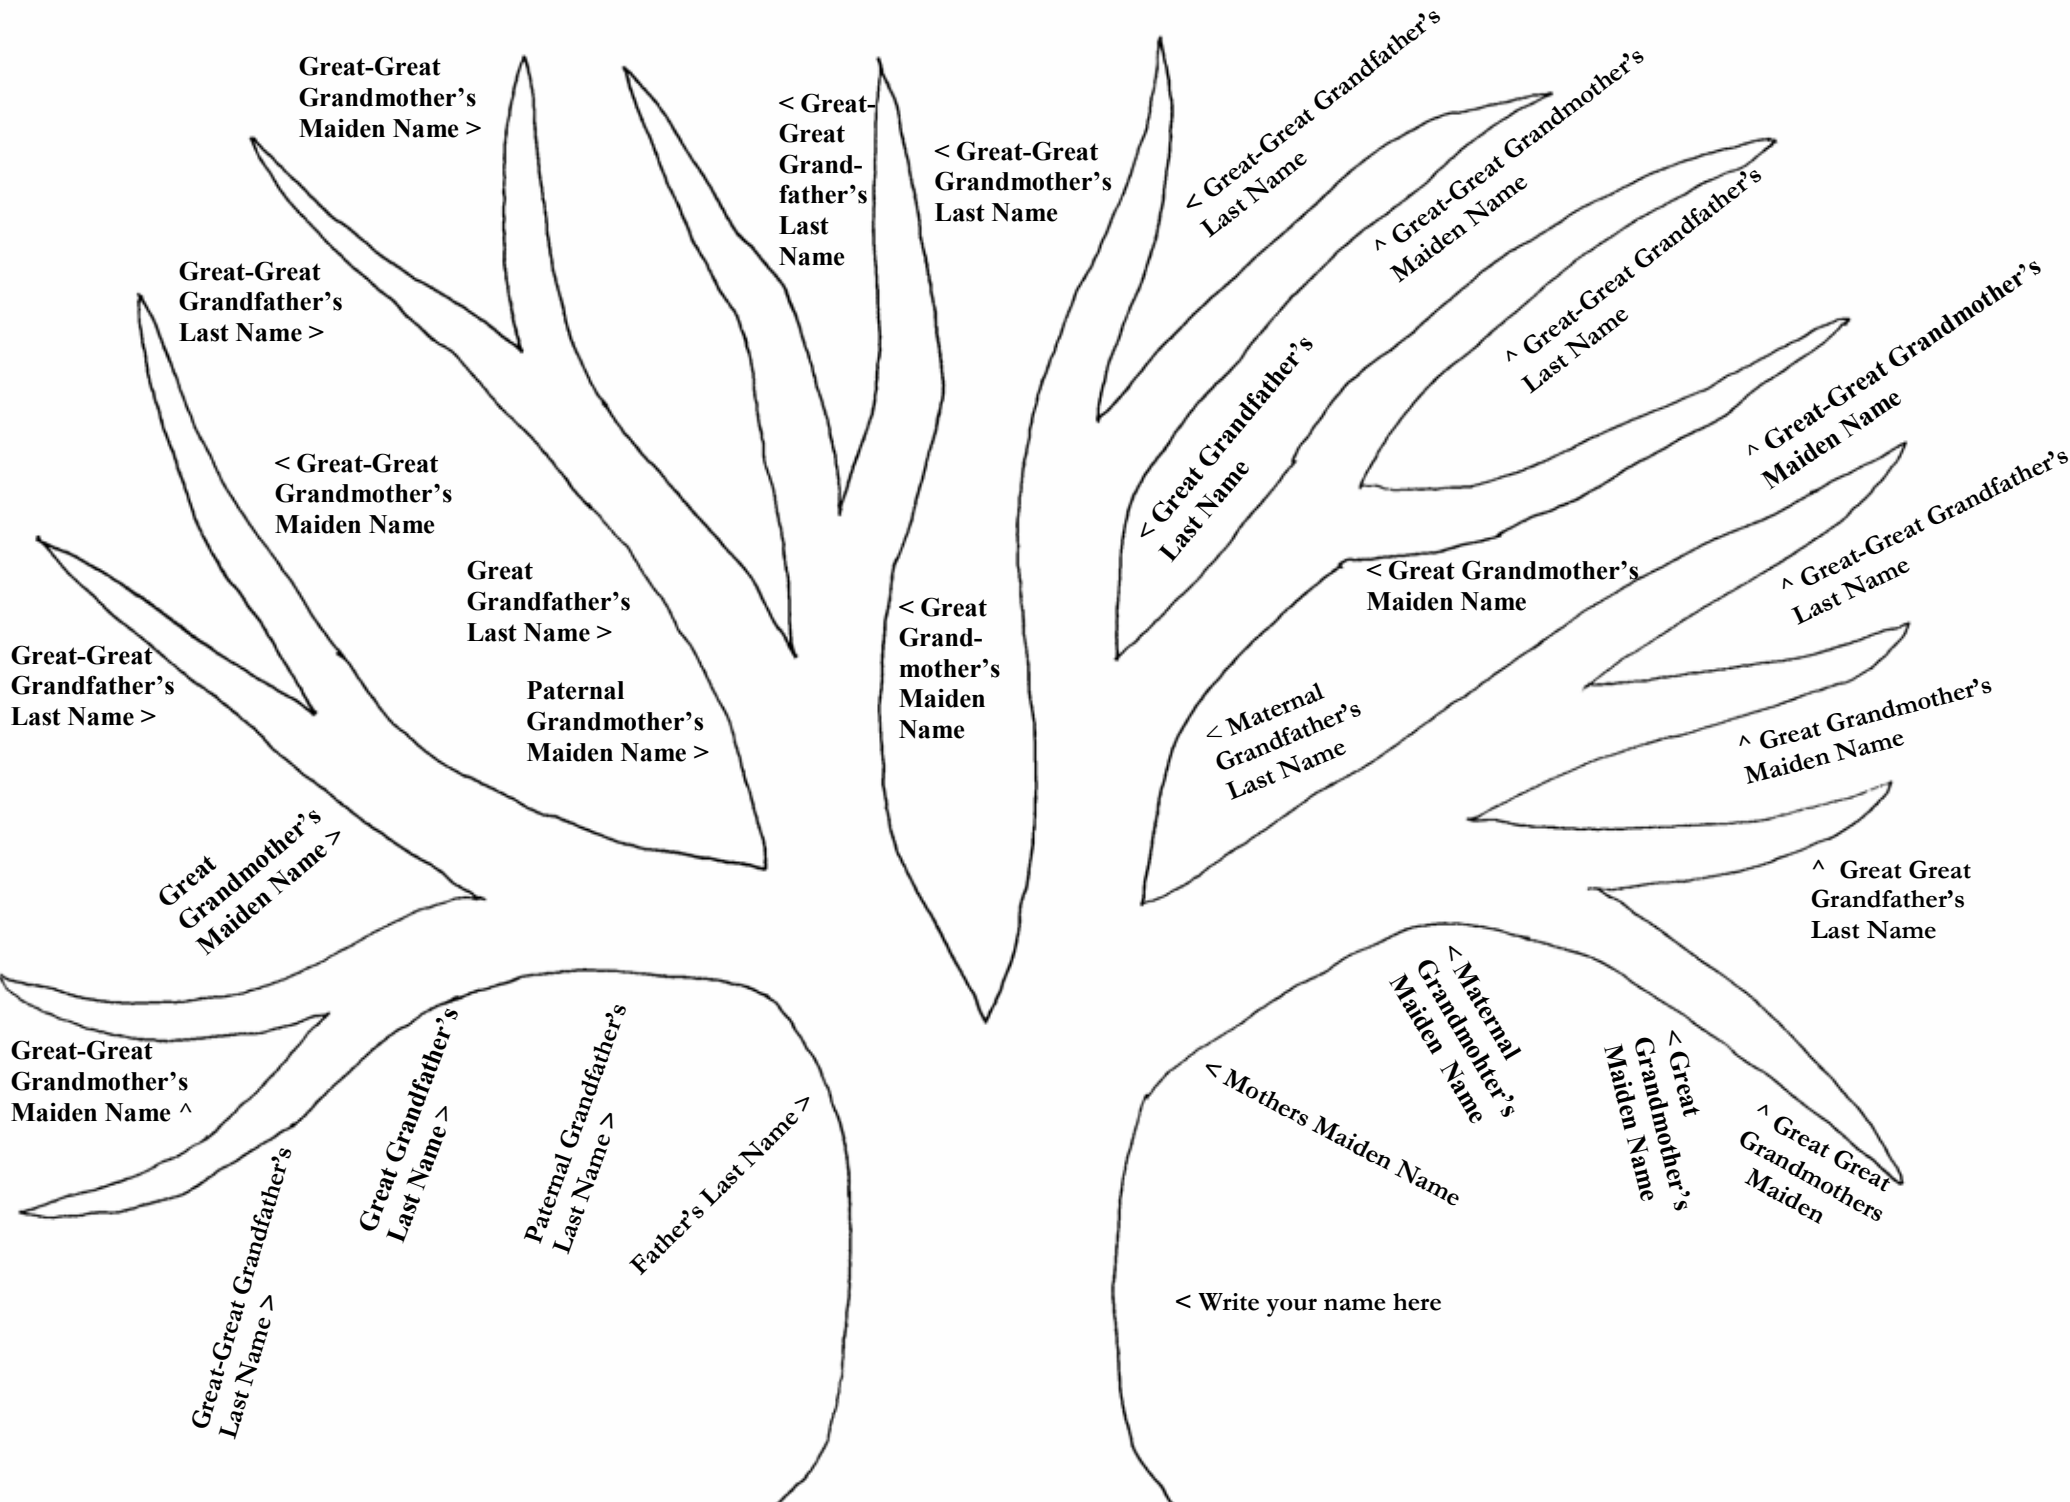 Great-Great
Grandmother's
Maiden Name >
< Great-
Great
Grand-
father's
Last
Name
< Great-Great
Grandmother's
Last Name
< Great-Great Grandfather's
Last Name
^ Great-Great Grandmother's
Maiden Name
^ Great-Great Grandfather's
Last Name
^ Great-Great Grandmother's
Maiden Name
^ Great-Great Grandfather's
Last Name
Great-Great
Grandfather's
Last Name >
< Great-Great
Grandmother's
Maiden Name
Great
Grandfather's
Last Name >
Great-Great
Grandfather's
Last Name >
Paternal
Grandmother's
Maiden Name >
< Great
Grand-
mother's
Maiden
Name
< Great Grandfather's
Last Name
< Great Grandmother's
Maiden Name
< Maternal
Grandfather's
Last Name
^ Great Grandmother's
Maiden Name
Great
Grandmother's
Maiden Name >
^ Great Great
Grandfather's
Last Name
Great-Great
Grandmother's
Maiden Name ^
Great-Great Grandfather's
Last Name >
Great Grandfather's
Last Name >
Paternal Grandfather's
Last Name >
Father's Last Name >
< Mothers Maiden Name
< Maternal
Grandmohter's
Maiden Name
< Great
Grandmother's
Maiden Name
^ Great Great
Grandmothers
Maiden
< Write your name here